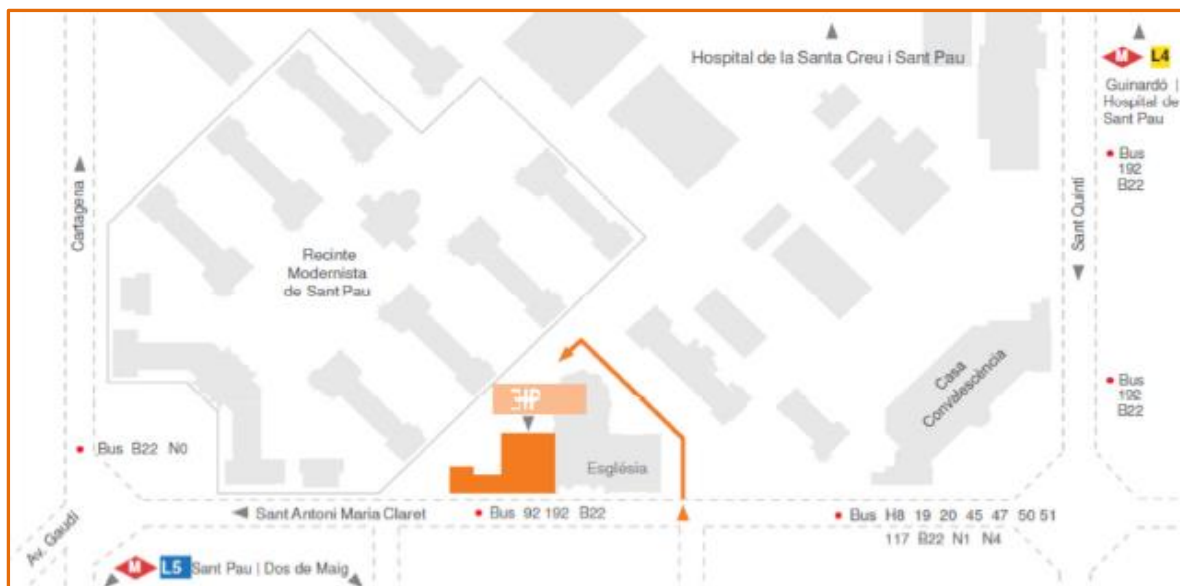 Hospital de la Santa Creu i Sant Pau
M L4
Guinardó |
Hospital de
Sant Pau
Bus
192
B22
Cartagena
Sant Quintí
Recinte
Modernista
de Sant Pau
Casa
Convalescència
Bus
192
B22
Bus B22 N0
Església
Sant Antoni Maria Claret
Bus 92 192 B22
Bus H8 19 20 45 47 50 51
117 B22 N1 N4
Av. Gaudí
M L5 Sant Pau | Dos de Maig